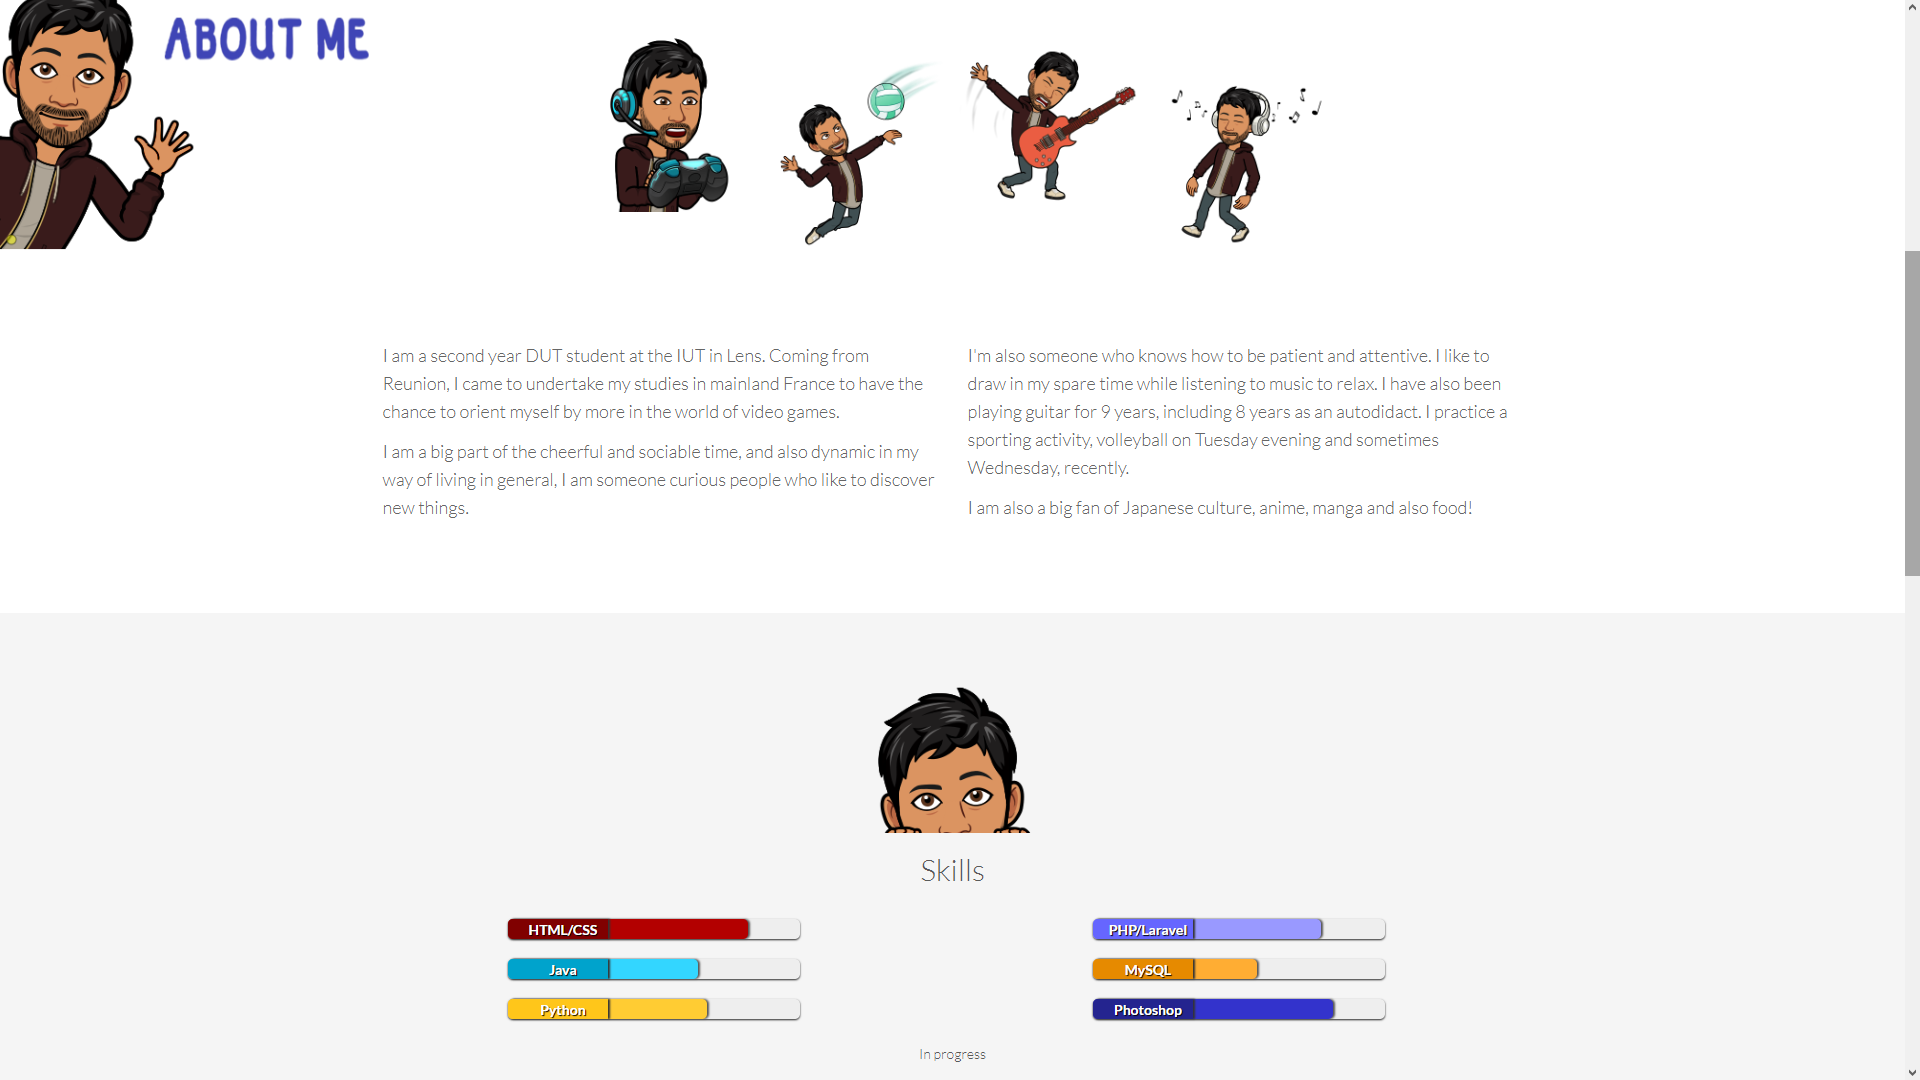 ABOUT ME
I am a second year DUT student at the IUT in Lens. Coming from
Reunion, I came to undertake my studies in mainland France to have the
chance to orient myself by more in the world of video games.
I am a big part of the cheerful and sociable time, and also dynamic in my
way of living in general, I am someone curious people who like to discover
new things.
I'm also someone who knows how to be patient and attentive. I like to
draw in my spare time while listening to music to relax. I have also been
playing guitar for 9 years, including 8 years as an autodidact. I practice a
sporting activity, volleyball on Tuesday evening and sometimes
Wednesday, recently.
I am also a big fan of Japanese culture, anime, manga and also food!
Skills
HTML/CSS
Java
Python
PHP/Laravel
MySQL
Photoshop
In progress